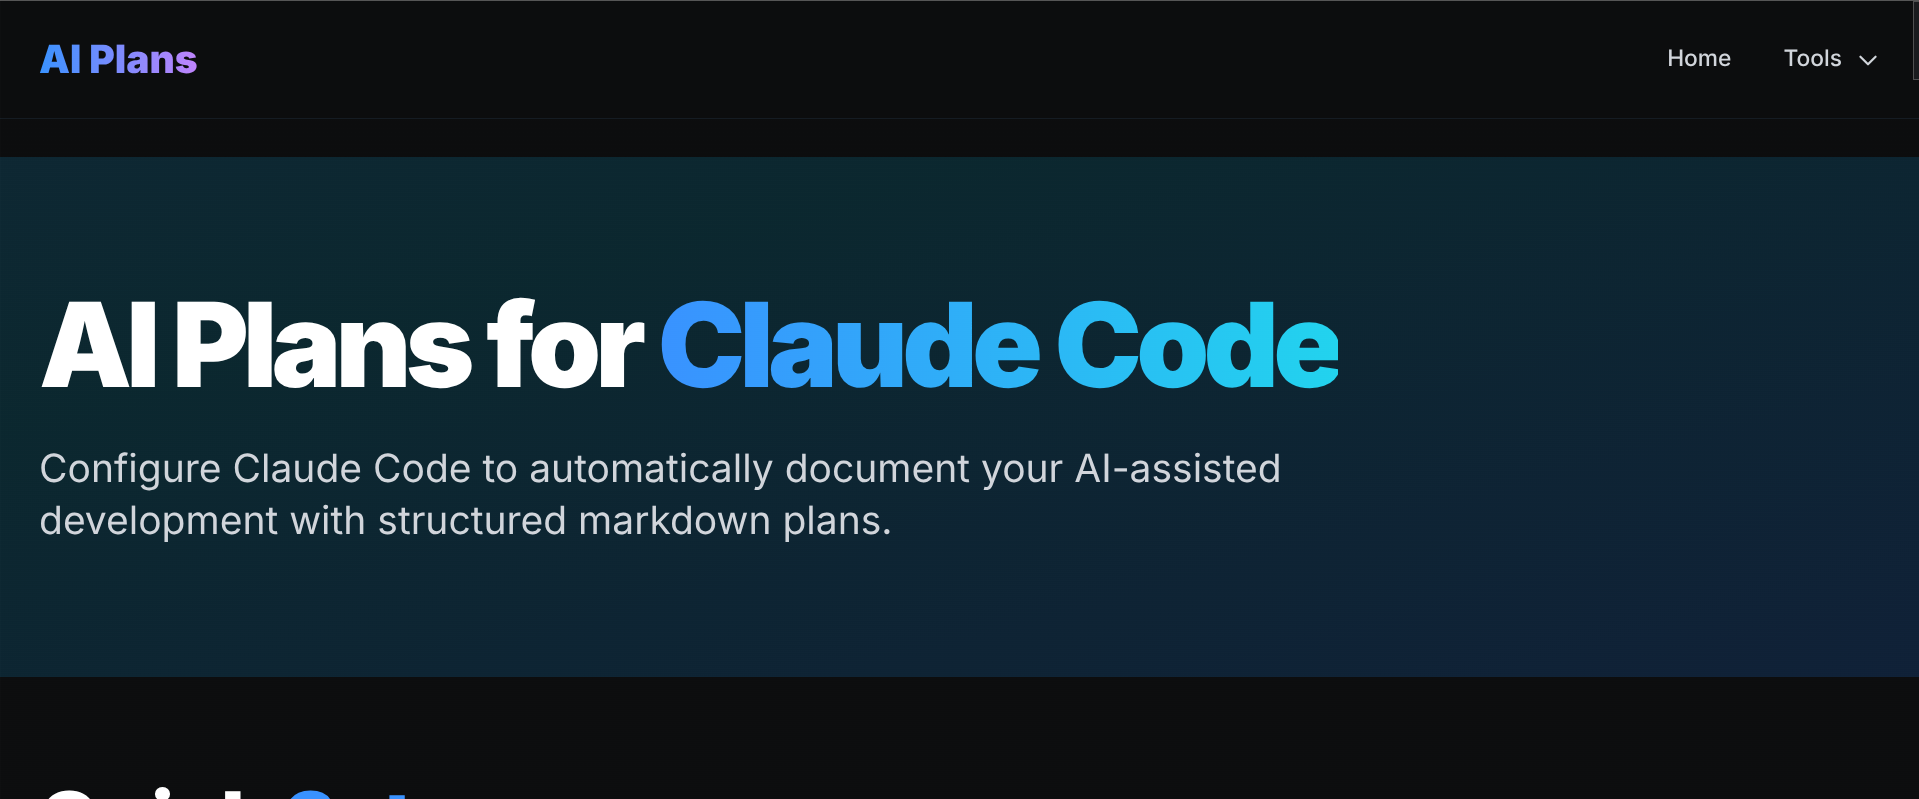 AI Plans
Home
Tools
AI Plans for Claude Code
Configure Claude Code to automatically document your AI-assisted
development with structured markdown plans.